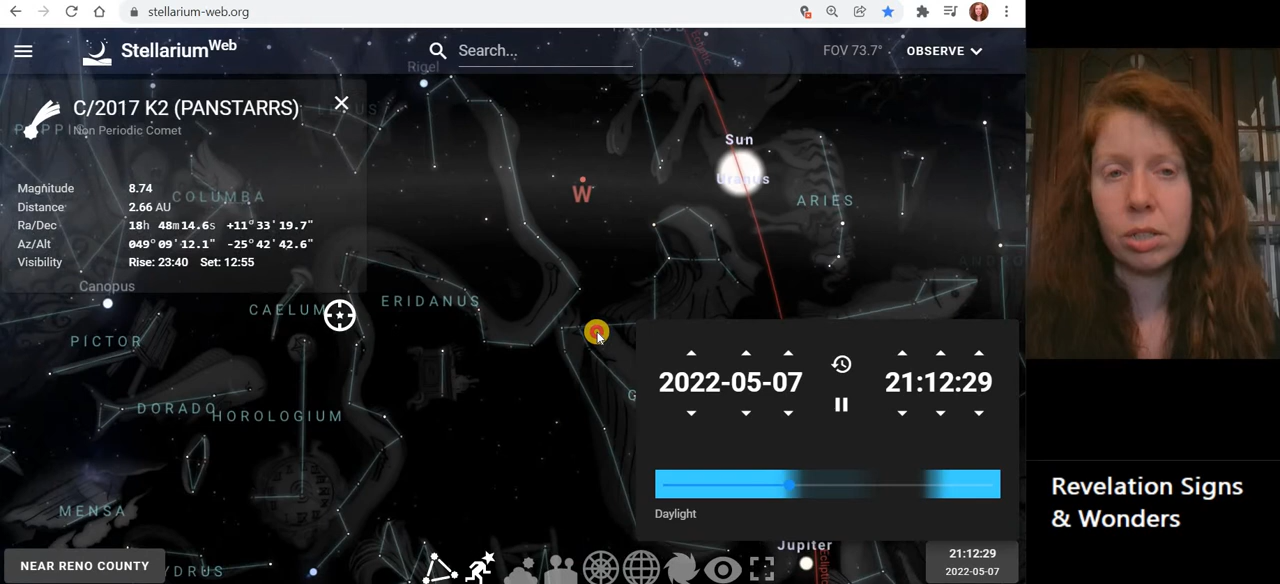 stellarium-web.org
Stellarium Web
Search...
FOV 73.7°
OBSERVE
Rigel
C/2017 K2 (PANSTARRS)
Non Periodic Comet
Magnitude 8.74
Distance 2.66 AU
Ra/Dec 18h 48m14.6s +11°33'19.7"
Az/Alt 049°09'12.1" -25°42'42.6"
Visibility Rise: 23:40 Set: 12:55
COLUMBA
Sun
Uranus
W
ARIES
Canopus
CAELUM
ERIDANUS
PICTOR
DORADO
HOROLOGIUM
MENSA
2022-05-07
21:12:29
Daylight
Jupiter
NEAR RENO COUNTY
21:12:29
2022-05-07
Revelation Signs
& Wonders